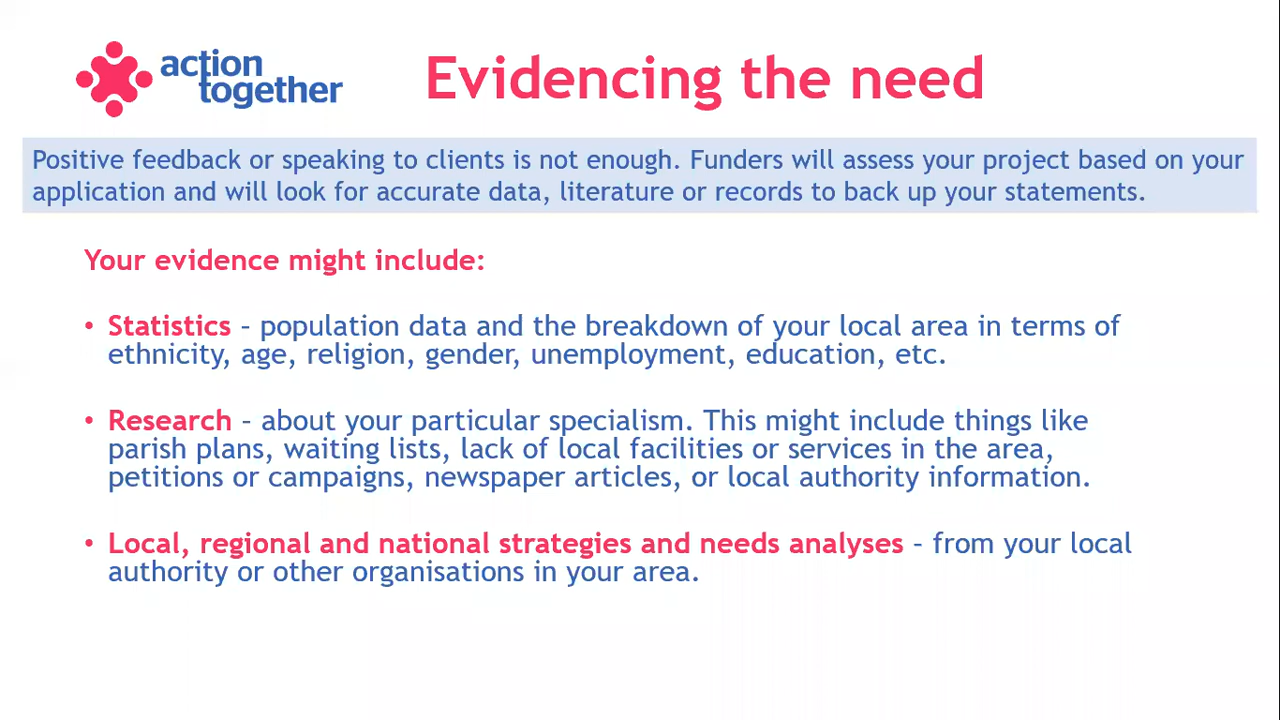 action
together
Evidencing the need
Positive feedback or speaking to clients is not enough. Funders will assess your project based on your
application and will look for accurate data, literature or records to back up your statements.
Your evidence might include:
• Statistics – population data and the breakdown of your local area in terms of
ethnicity, age, religion, gender, unemployment, education, etc.
• Research – about your particular specialism. This might include things like
parish plans, waiting lists, lack of local facilities or services in the area,
petitions or campaigns, newspaper articles, or local authority information.
• Local, regional and national strategies and needs analyses – from your local
authority or other organisations in your area.